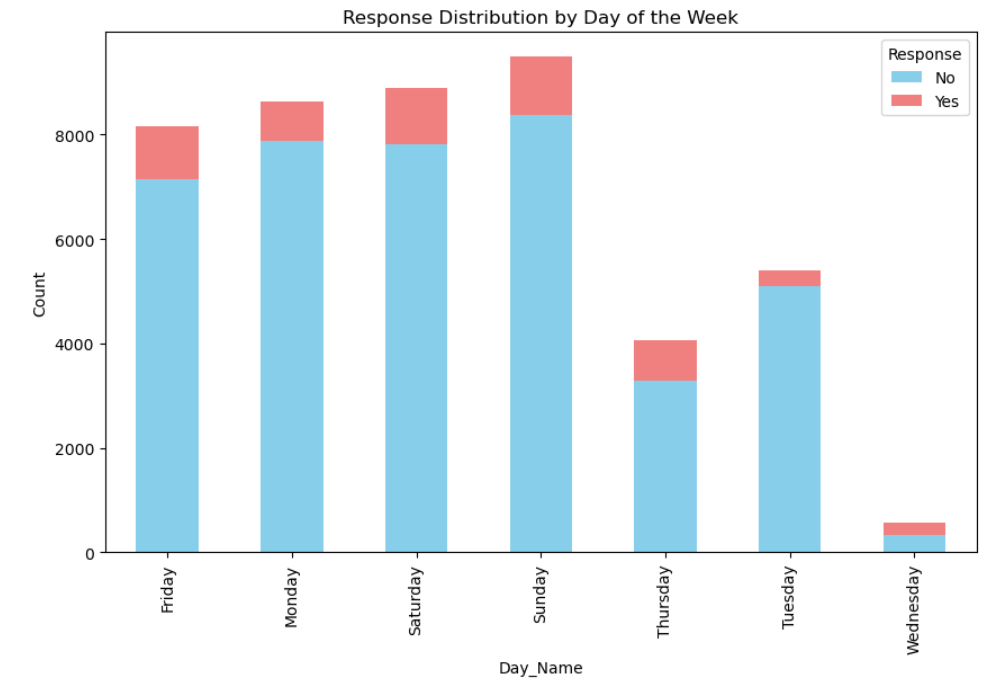 Response Distribution by Day of the Week
Response
No
Yes
Count
8000
6000
4000
2000
0
Friday
Monday
Saturday
Sunday
Thursday
Tuesday
Wednesday
Day_Name